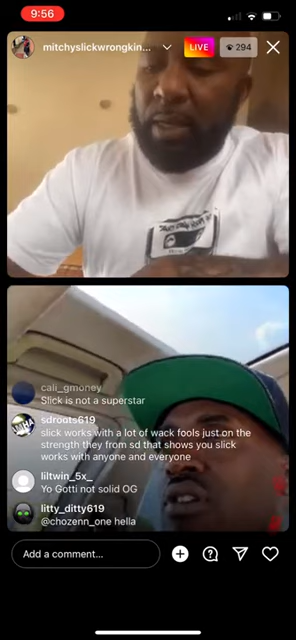 9:56
mitchyslickwrongkin...
LIVE
294
cali_gmoney
Slick is not a superstar
sdroots619
slick works with a lot of wack fools just on the
strength they from sd that shows you slick
works with anyone and everyone
liltwin_5x_
Yo Gotti not solid OG
litty_ditty619
@chozenn_one hella
Add a comment...